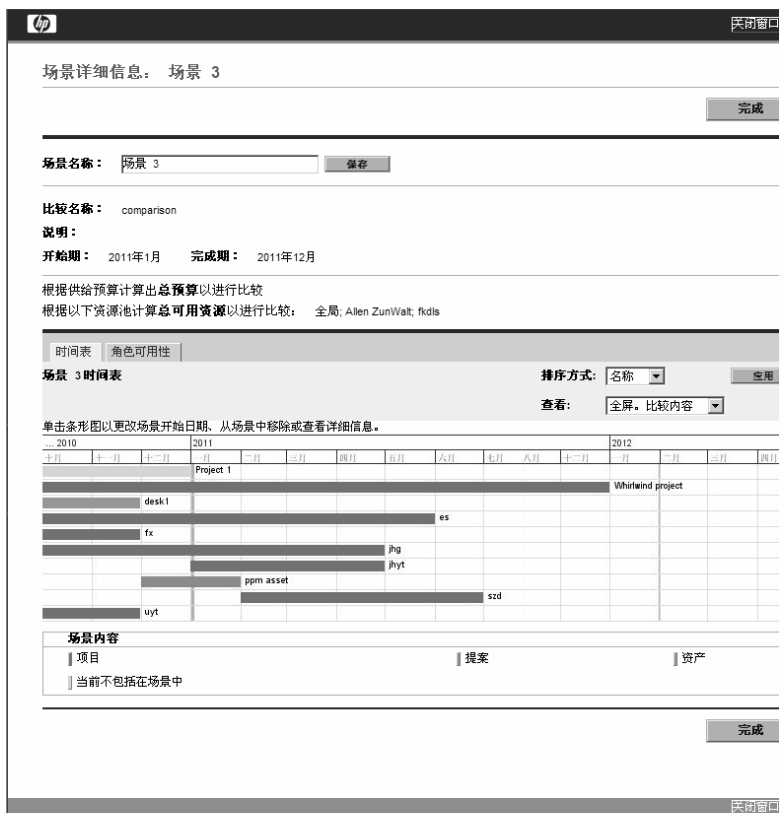 hp
关闭窗口
场景详细信息： 场景 3
完成
场景名称： 场景 3 保存
比较名称： comparison
说明：
开始期： 2011年1月 完成期： 2011年12月
根据供给预算计算出总预算以进行比较
根据以下资源池计算总可用资源以进行比较： 全局; Allen ZunWalt; fkdls
时间表 角色可用性
场景 3时间表 排序方式: 名称 应用
查看: 全屏。比较内容
单击条形图以更改场景开始日期、从场景中移除或查看详细信息。
... 2010 2011 2012
十月 十一月 十二月 一月 二月 三月 四月 五月 六月 七月 八月 十二月 一月 二月 三月 四月
Project 1
Whirlwind project
desk1
es
fx
jhg
jhyt
ppm asset
szd
uyt
场景内容
项目 提案 资产
当前不包括在场景中
完成
关闭窗口